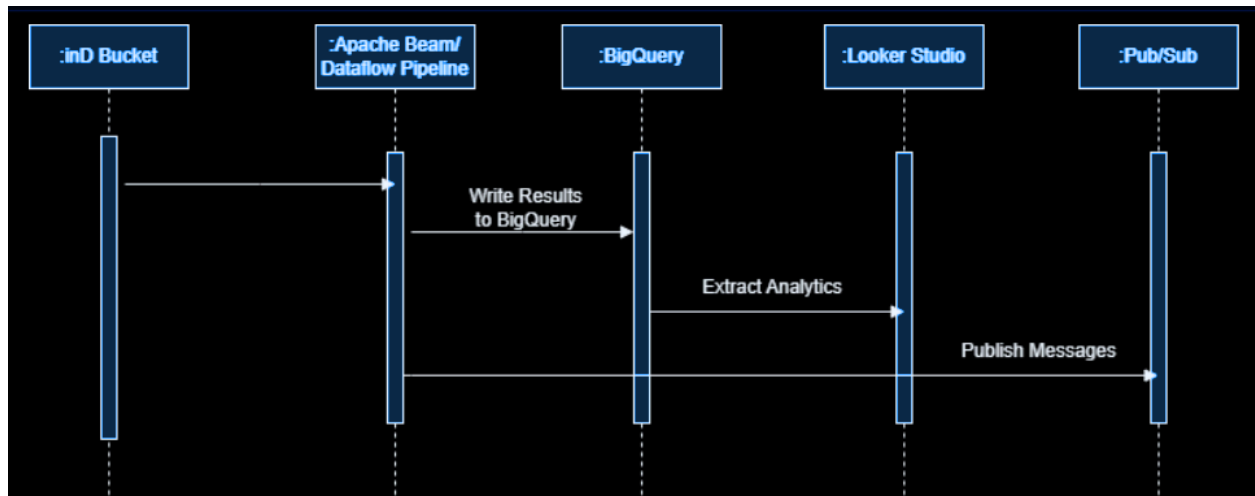 :inD Bucket
:Apache Beam/
Dataflow Pipeline
:BigQuery
:Looker Studio
:Pub/Sub
Write Results
to BigQuery
Extract Analytics
Publish Messages